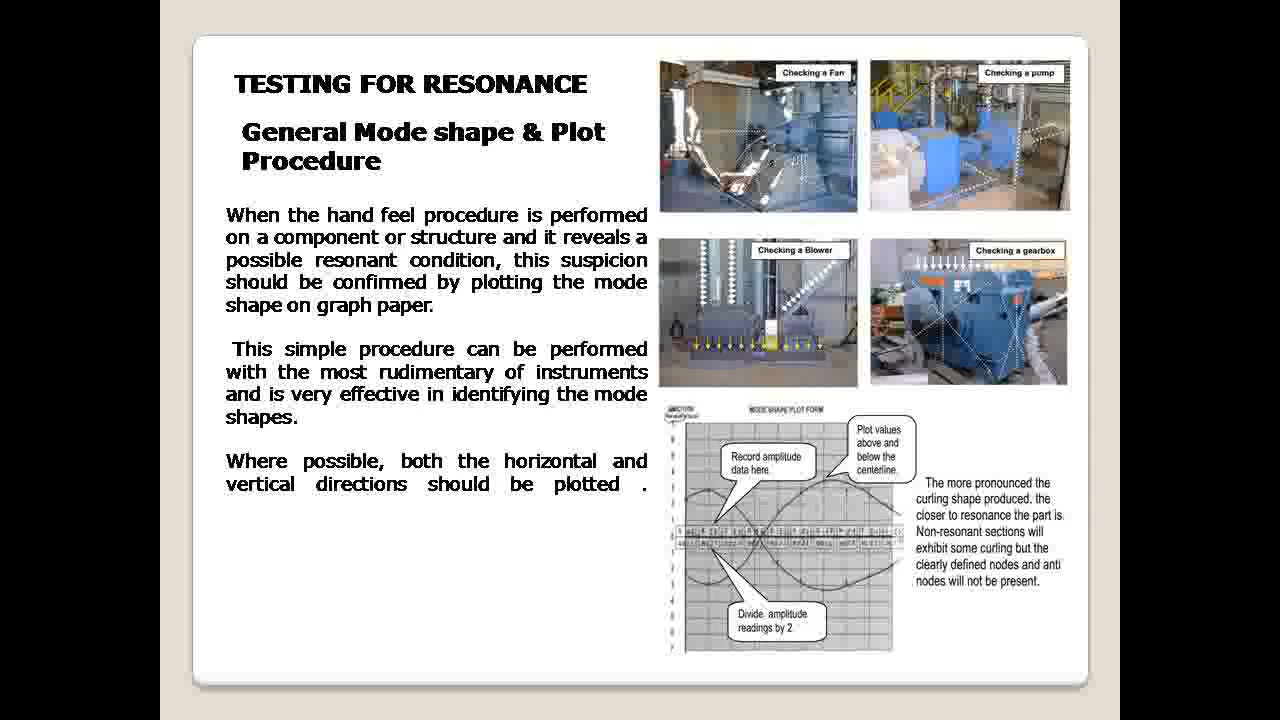 TESTING FOR RESONANCE
General Mode shape & Plot
Procedure
When the hand feel procedure is performed
on a component or structure and it reveals a
possible resonant condition, this suspicion
should be confirmed by plotting the mode
shape on graph paper.
This simple procedure can be performed
with the most rudimentary of instruments
and is very effective in identifying the mode
shapes.
Where possible, both the horizontal and
vertical directions should be plotted .
Checking a Fan
Checking a pump
Checking a Blower
Checking a gearbox
MODE SHAPE PLOT FORM
Plot values
above and
below the
centerline.
Record amplitude
data here.
Divide amplitude
readings by 2.
The more pronounced the
curling shape produced. the
closer to resonance the part is.
Non-resonant sections will
exhibit some curling but the
clearly defined nodes and anti
nodes will not be present.